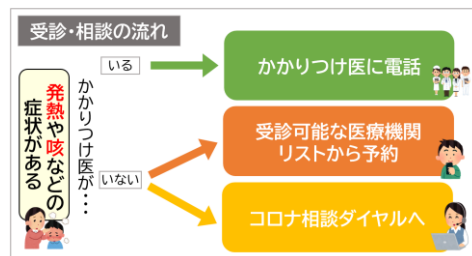 受診・相談の流れ
発熱や咳などの
症状がある
かかりつけ医が・・・
いる
かかりつけ医に電話
いない
受診可能な医療機関
リストから予約
コロナ相談ダイヤルへ